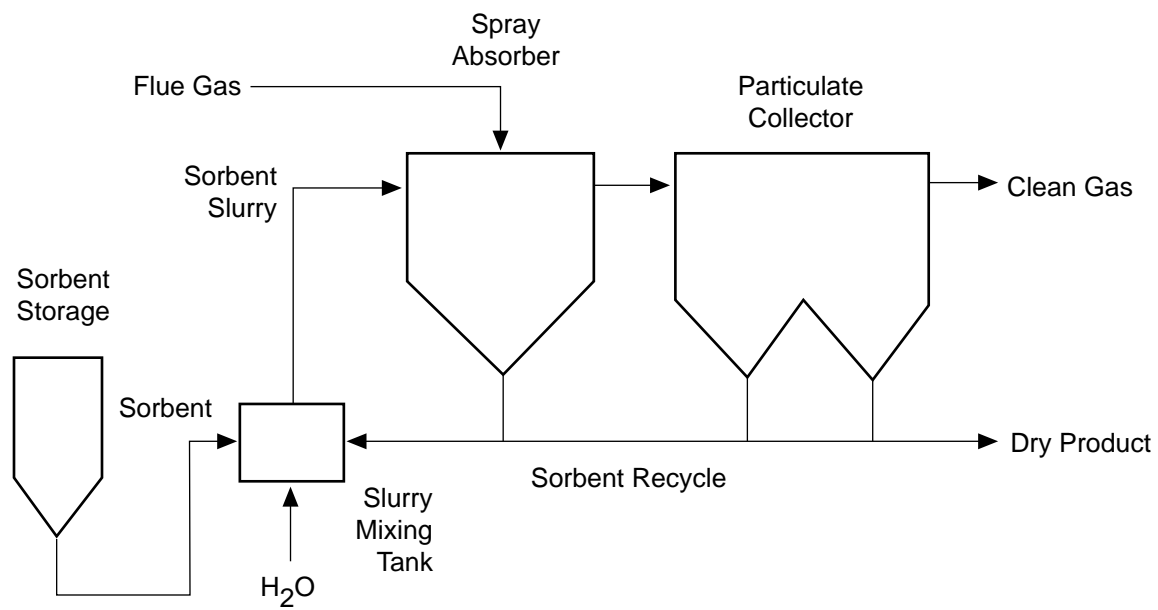 Spray
Absorber
Flue Gas
Particulate
Collector
Sorbent
Slurry
Clean Gas
Sorbent
Storage
Sorbent
Dry Product
Sorbent Recycle
Slurry
Mixing
Tank
H2O